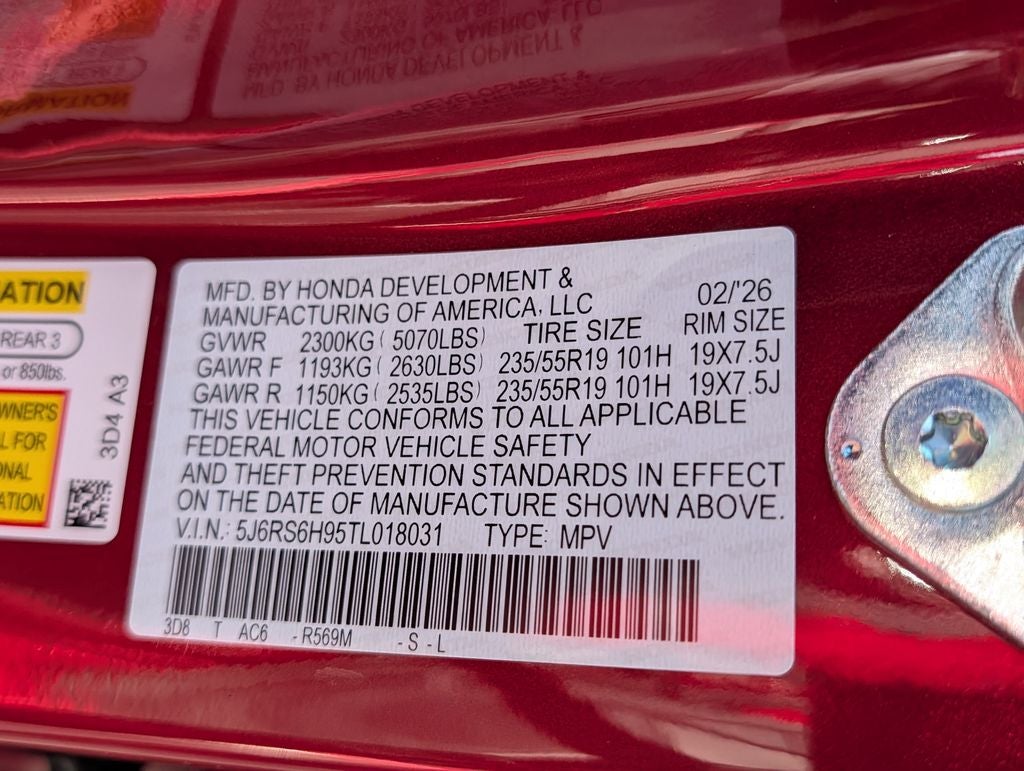 MFD. BY HONDA DEVELOPMENT &
MANUFACTURING OF AMERICA, LLC 02/'26
GVWR 2300KG ( 5070LBS) TIRE SIZE RIM SIZE
GAWR F 1193KG ( 2630LBS) 235/55R19 101H 19X7.5J
GAWR R 1150KG ( 2535LBS) 235/55R19 101H 19X7.5J
THIS VEHICLE CONFORMS TO ALL APPLICABLE
FEDERAL MOTOR VEHICLE SAFETY
AND THEFT PREVENTION STANDARDS IN EFFECT
ON THE DATE OF MANUFACTURE SHOWN ABOVE.
V.I.N.: 5J6RS6H95TL018031 TYPE: MPV
3D8 T AC6 - R569M - S - L
ATION
REAR 3
or 850lbs.
WNER'S
L FOR
ONAL
ATION
3D4 A3